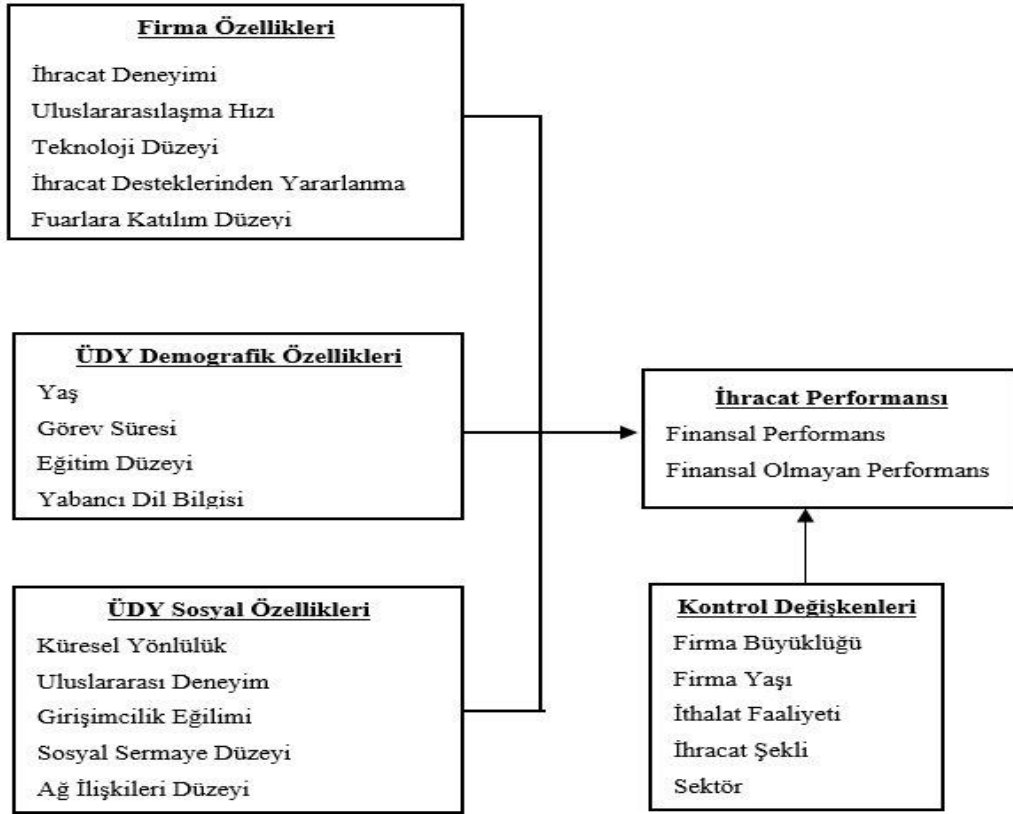 Firma Özellikleri
İhracat Deneyimi
Uluslararasılaşma Hızı
Teknoloji Düzeyi
İhracat Desteklerinden Yararlanma
Fuarlara Katılım Düzeyi
ÜDY Demografik Özellikleri
Yaş
Görev Süresi
Eğitim Düzeyi
Yabancı Dil Bilgisi
ÜDY Sosyal Özellikleri
Küresel Yönlülük
Uluslararası Deneyim
Girişimcilik Eğilimi
Sosyal Sermaye Düzeyi
Ağ İlişkileri Düzeyi
İhracat Performansı
Finansal Performans
Finansal Olmayan Performans
Kontrol Değişkenleri
Firma Büyüklüğü
Firma Yaşı
İthalat Faaliyeti
İhracat Şekli
Sektör